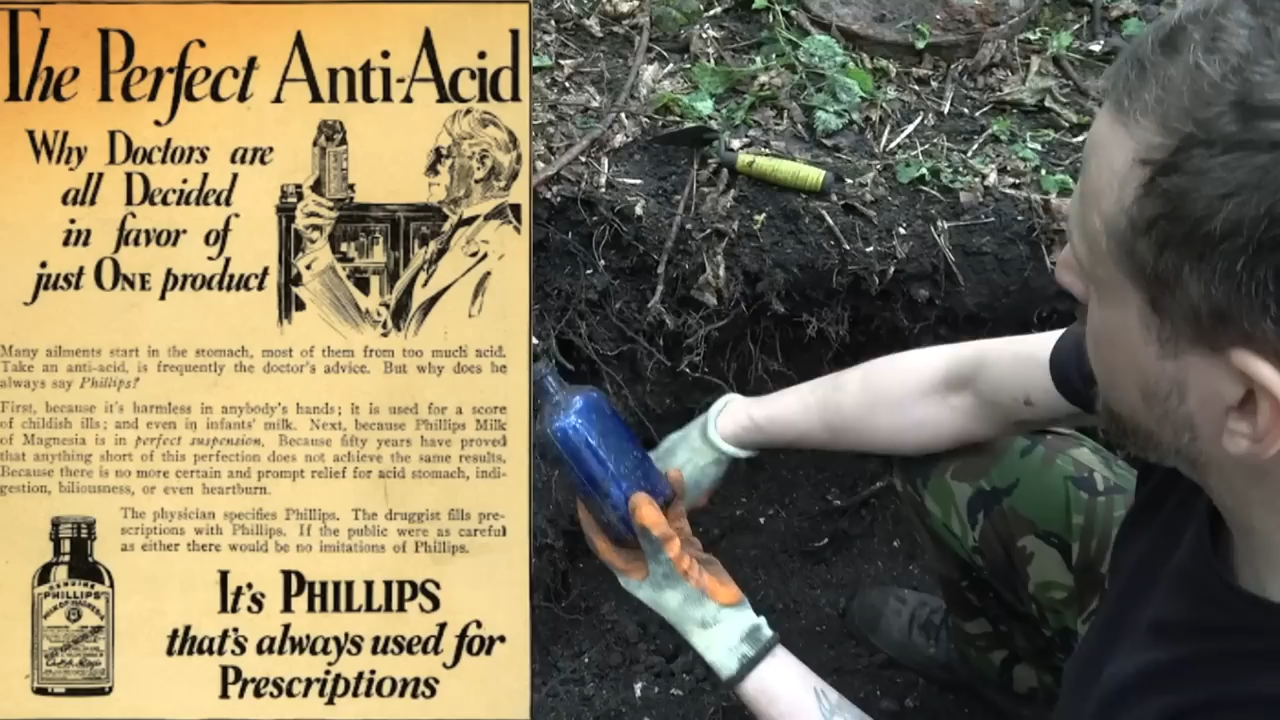 The Perfect Anti-Acid
Why Doctors are
all Decided
in favor of
just ONE product
Many ailments start in the stomach, most of them from too much acid.
Take an anti-acid, is frequently the doctor's advice. But why does he
always say Phillips?
First, because it's harmless in anybody's hands; it is used for a score
of childish ills; and even in infants' milk. Next, because Phillips Milk
of Magnesia is in perfect suspension. Because fifty years have proved
that anything short of this perfection does not achieve the same results.
Because there is no more certain and prompt relief for acid stomach, indi-
gestion, biliousness, or even heartburn.
The physician specifies Phillips. The druggist fills pre-
scriptions with Phillips. If the public were as careful
as either there would be no imitations of Phillips.
GENUINE
PHILLIPS
MILK OF MAGNESIA
It's PHILLIPS
that's always used for
Prescriptions